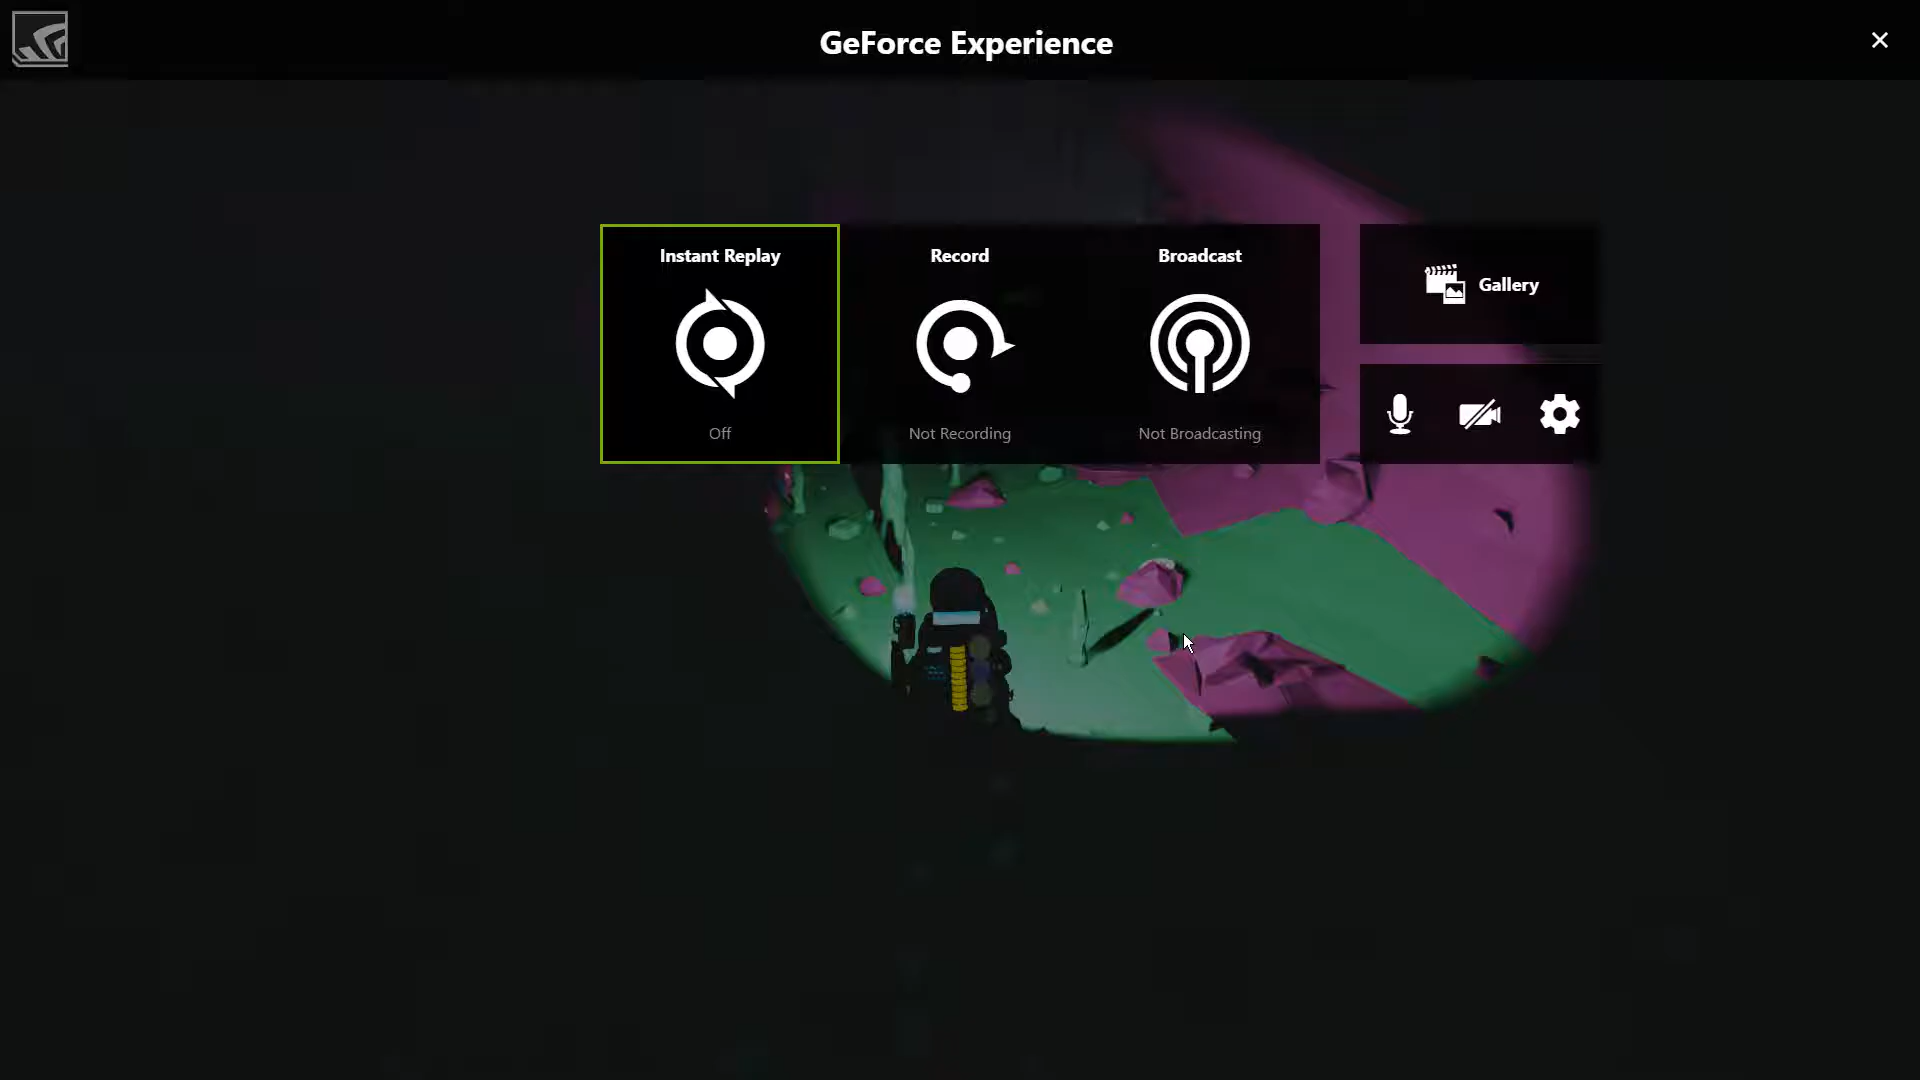 GeForce Experience
Instant Replay
Off
Record
Not Recording
Broadcast
Not Broadcasting
Gallery